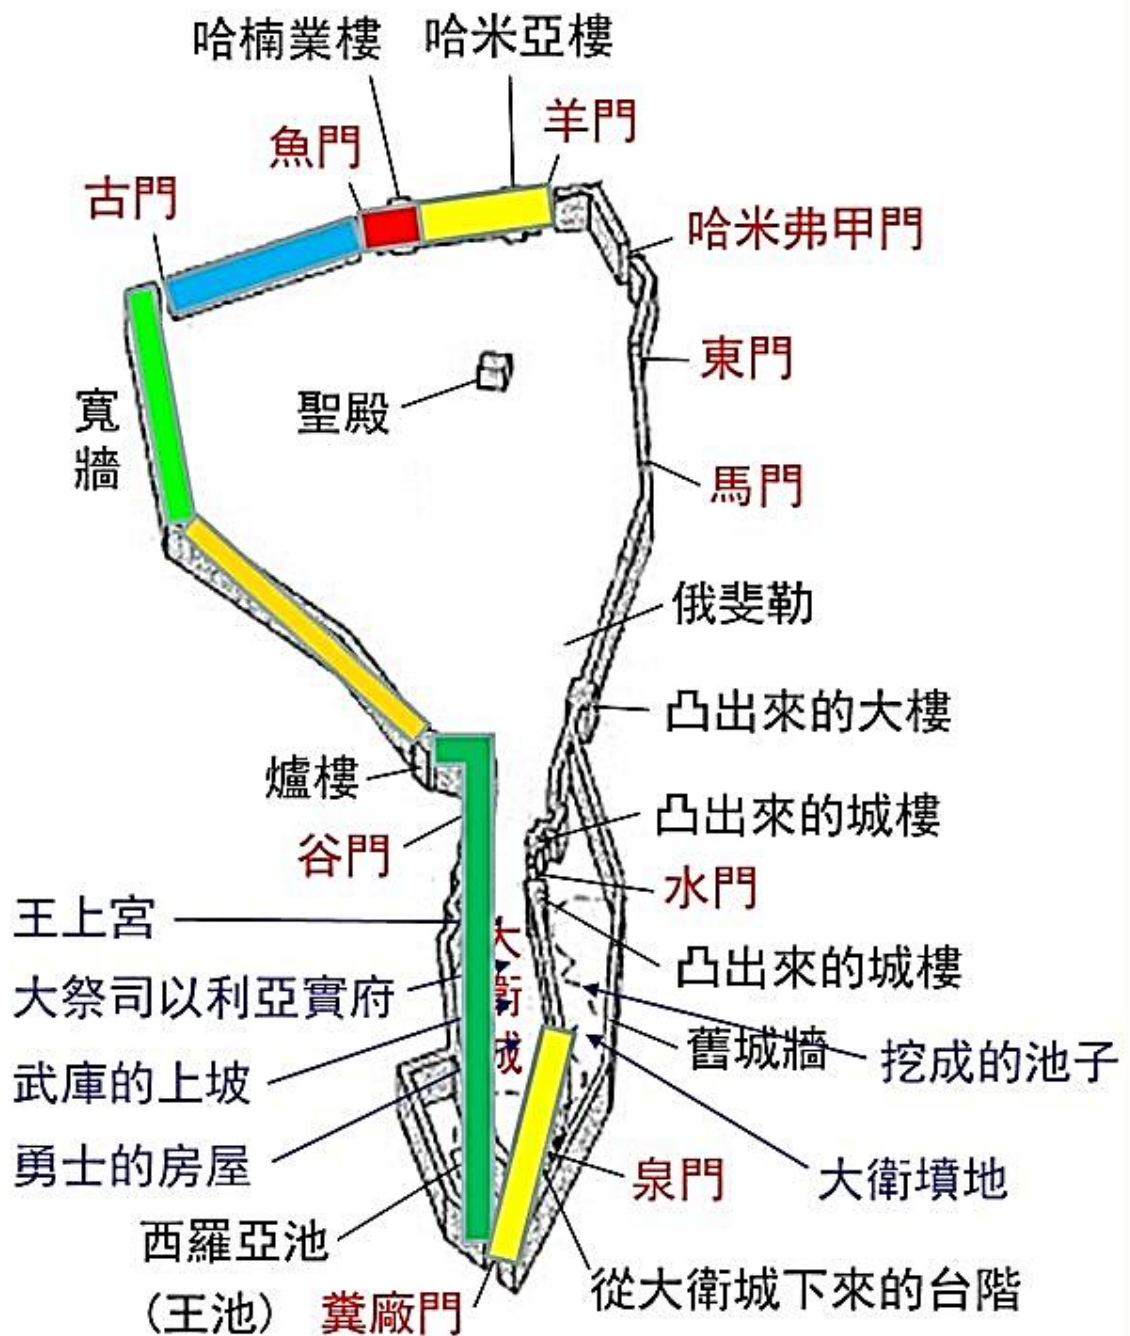 哈楠業樓
哈米亞樓
羊門
魚門
古門
哈米弗甲門
東門
聖殿
寬
牆
馬門
俄斐勒
凸出來的大樓
爐樓
凸出來的城樓
谷門
水門
王上宮
大
衛
城
凸出來的城樓
大祭司以利亞實府
舊城牆
挖成的池子
武庫的上坡
勇士的房屋
泉門
大衛墳地
西羅亞池
(王池)
糞廠門
從大衛城下來的台階